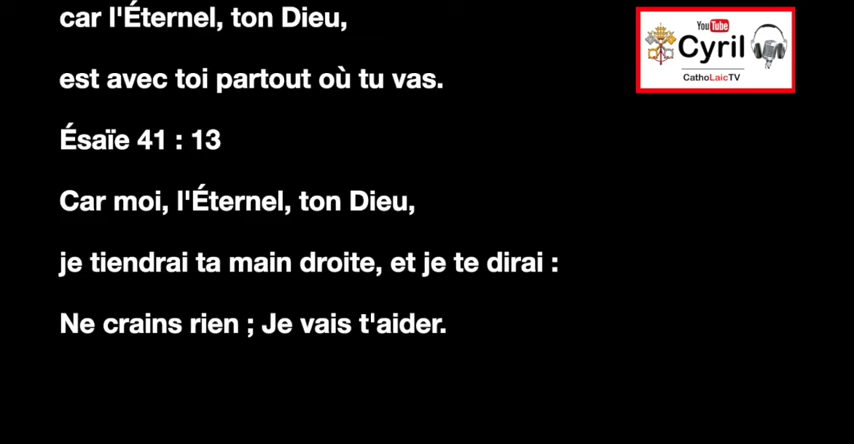 car l'Éternel, ton Dieu,
est avec toi partout où tu vas.
Ésaïe 41 : 13
Car moi, l'Éternel, ton Dieu,
je tiendrai ta main droite, et je te dirai :
Ne crains rien ; Je vais t'aider.
YouTube
Cyril
CathoLaicTV